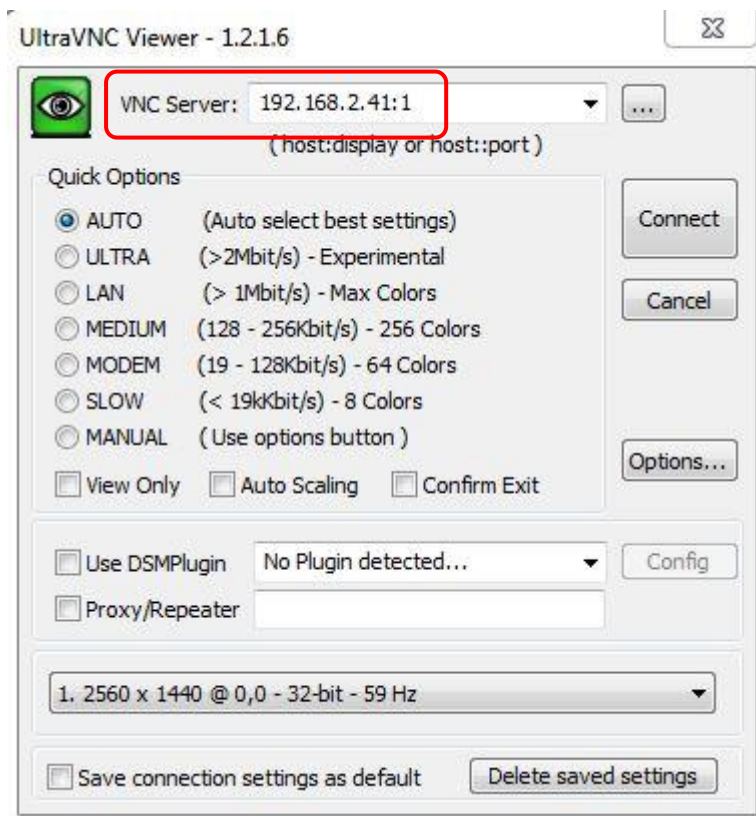 UltraVNC Viewer - 1.2.1.6
VNC Server: 192.168.2.41:1 ...
( host:display or host::port )
Quick Options
AUTO (Auto select best settings) Connect
ULTRA (>2Mbit/s) - Experimental
LAN (> 1Mbit/s) - Max Colors Cancel
MEDIUM (128 - 256Kbit/s) - 256 Colors
MODEM (19 - 128Kbit/s) - 64 Colors
SLOW (< 19kKbit/s) - 8 Colors
MANUAL ( Use options button )
Options...
View Only Auto Scaling Confirm Exit
Use DSMPlugin No Plugin detected... Config
Proxy/Repeater
1. 2560 x 1440 @ 0,0 - 32-bit - 59 Hz
Save connection settings as default Delete saved settings